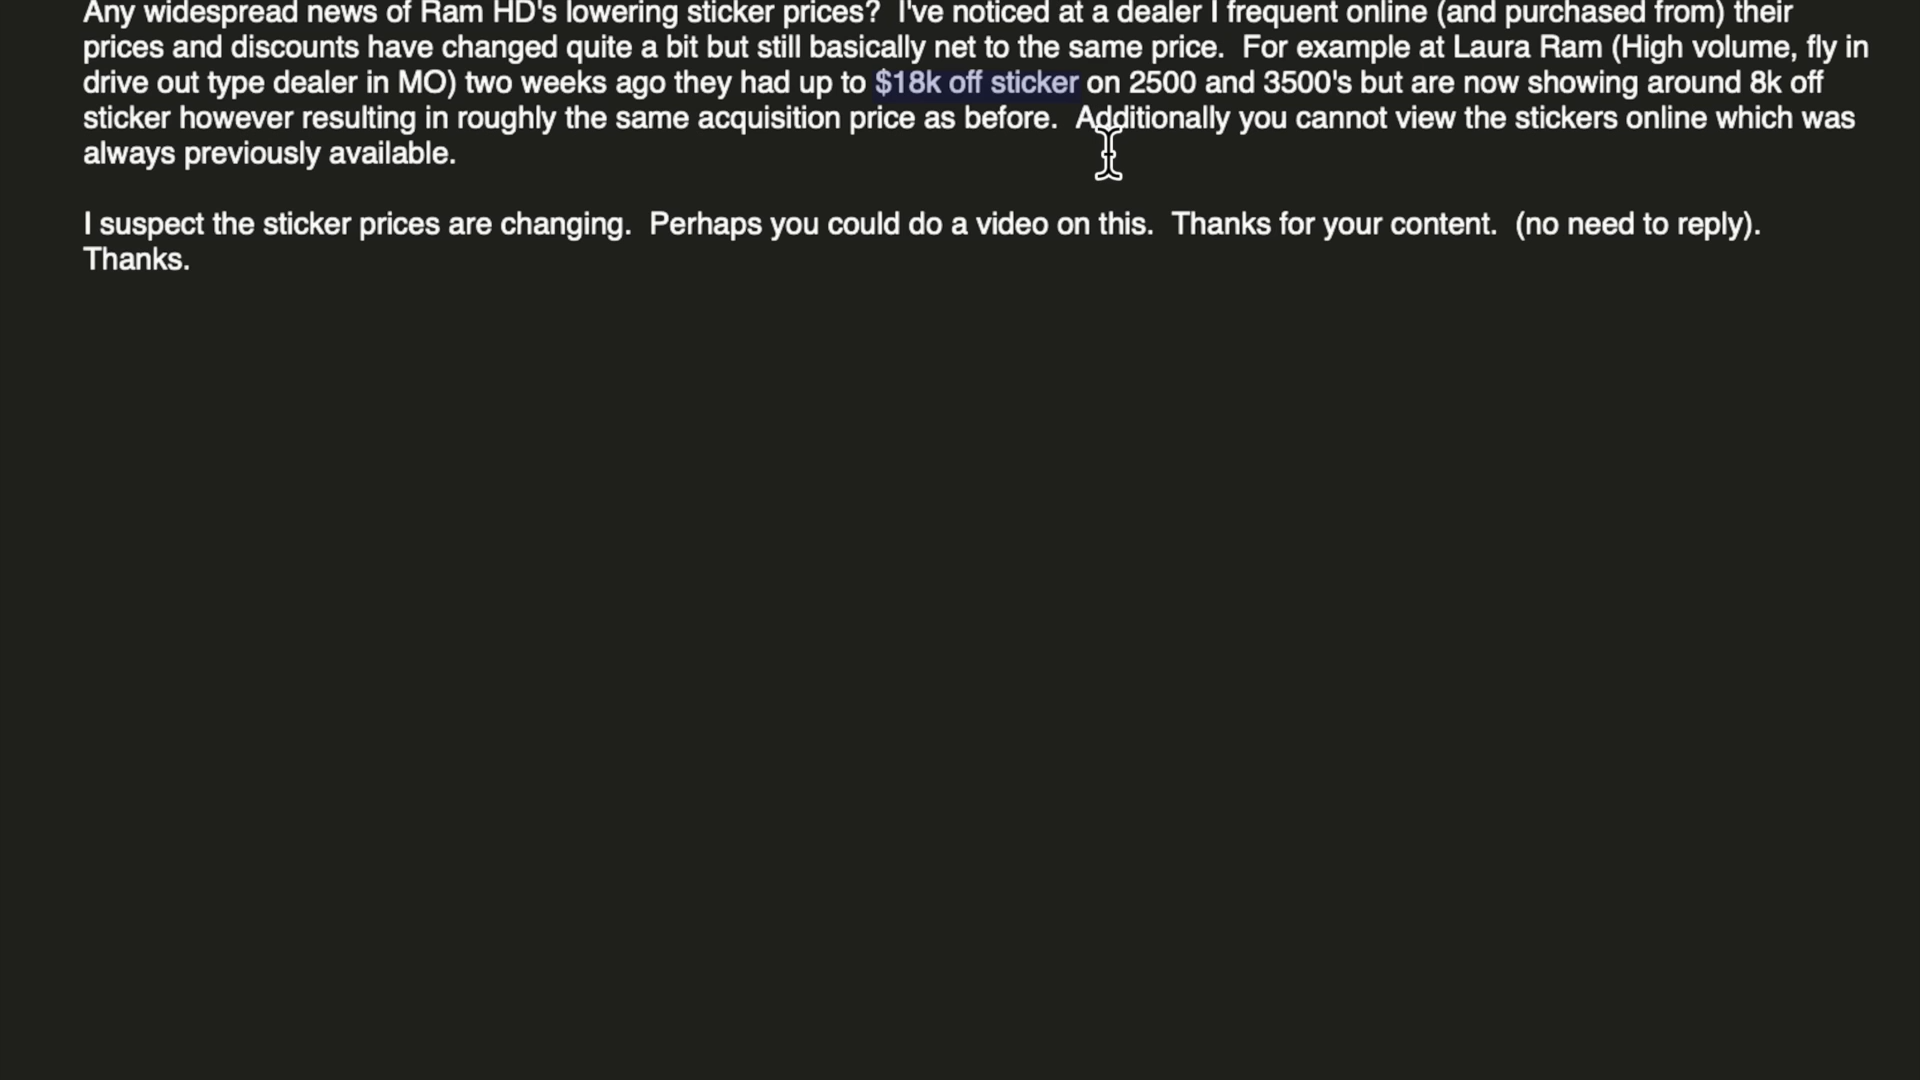 Any widespread news of Ram HD's lowering sticker prices?  I've noticed at a dealer I frequent online (and purchased from) their
prices and discounts have changed quite a bit but still basically net to the same price.  For example at Laura Ram (High volume, fly in
drive out type dealer in MO) two weeks ago they had up to $18k off sticker on 2500 and 3500's but are now showing around 8k off
sticker however resulting in roughly the same acquisition price as before.  Additionally you cannot view the stickers online which was
always previously available.
I suspect the sticker prices are changing.  Perhaps you could do a video on this.  Thanks for your content.  (no need to reply).
Thanks.